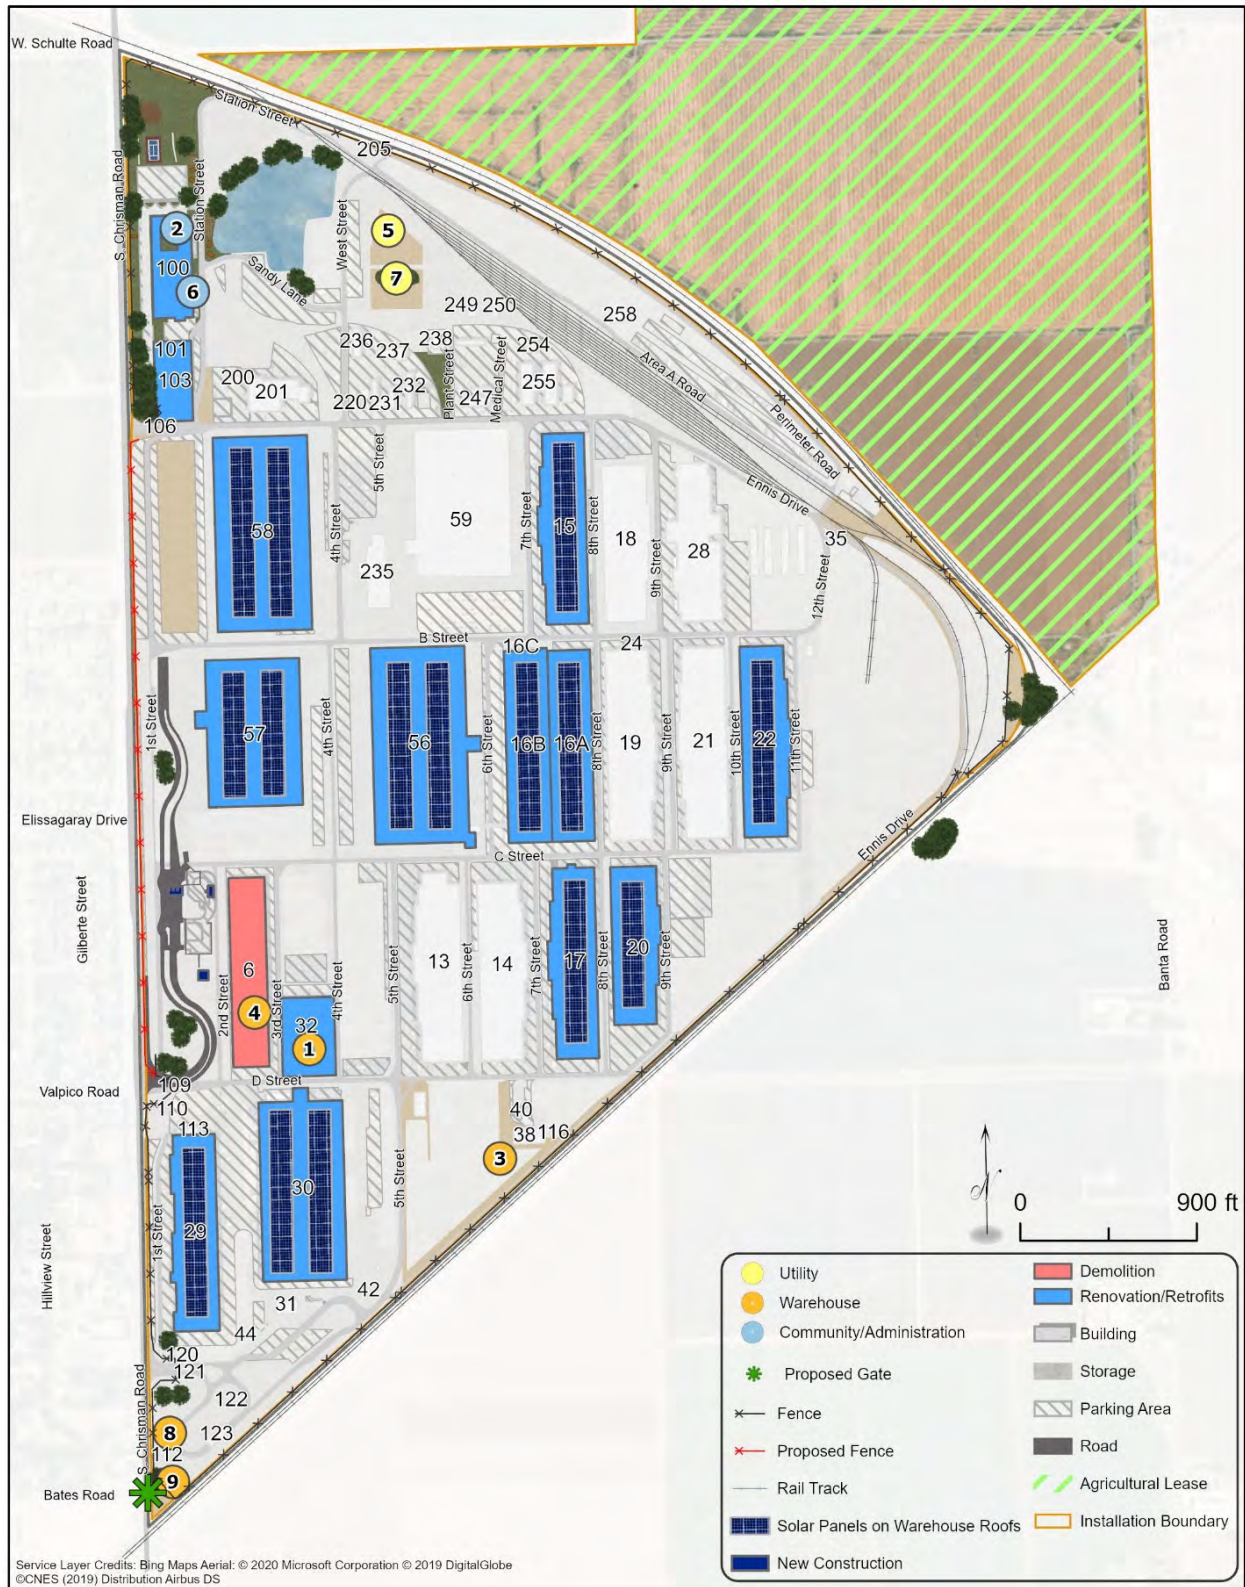 W. Schulte Road
Station Street
205
S. Chrisman Road
Station Street
2
100
6
Sandy Lane
West Street
5
7
249 250
258
236
237
238
254
Area A Road
101
103
200
201
232
255
220 231
Plant Street
247
Medical Street
Perimeter Road
106
5th Street
Ennis Drive
58
4th Street
59
7th Street
15
8th Street
18
9th Street
28
35
235
12th Street
B Street
16C
24
1st Street
57
4th Street
56
6th Street
16B
16A
8th Street
19
9th Street
21
10th Street
22
11th Street
Elissagaray Drive
C Street
Ennis Drive
Gilberte Street
6
2nd Street
4
3rd Street
32
1
4th Street
5th Street
13
6th Street
14
7th Street
17
8th Street
20
9th Street
Banta Road
Valpico Road
109
D Street
110
113
40
38
116
3
1st Street
29
30
5th Street
Hillview Street
31
42
44
120
121
122
S. Chrisman Road
8
123
112
9
Bates Road
0 900 ft
N
Utility
Warehouse
Community/Administration
Proposed Gate
Fence
Proposed Fence
Rail Track
Solar Panels on Warehouse Roofs
New Construction
Demolition
Renovation/Retrofits
Building
Storage
Parking Area
Road
Agricultural Lease
Installation Boundary
Service Layer Credits: Bing Maps Aerial: © 2020 Microsoft Corporation © 2019 DigitalGlobe
©CNES (2019) Distribution Airbus DS